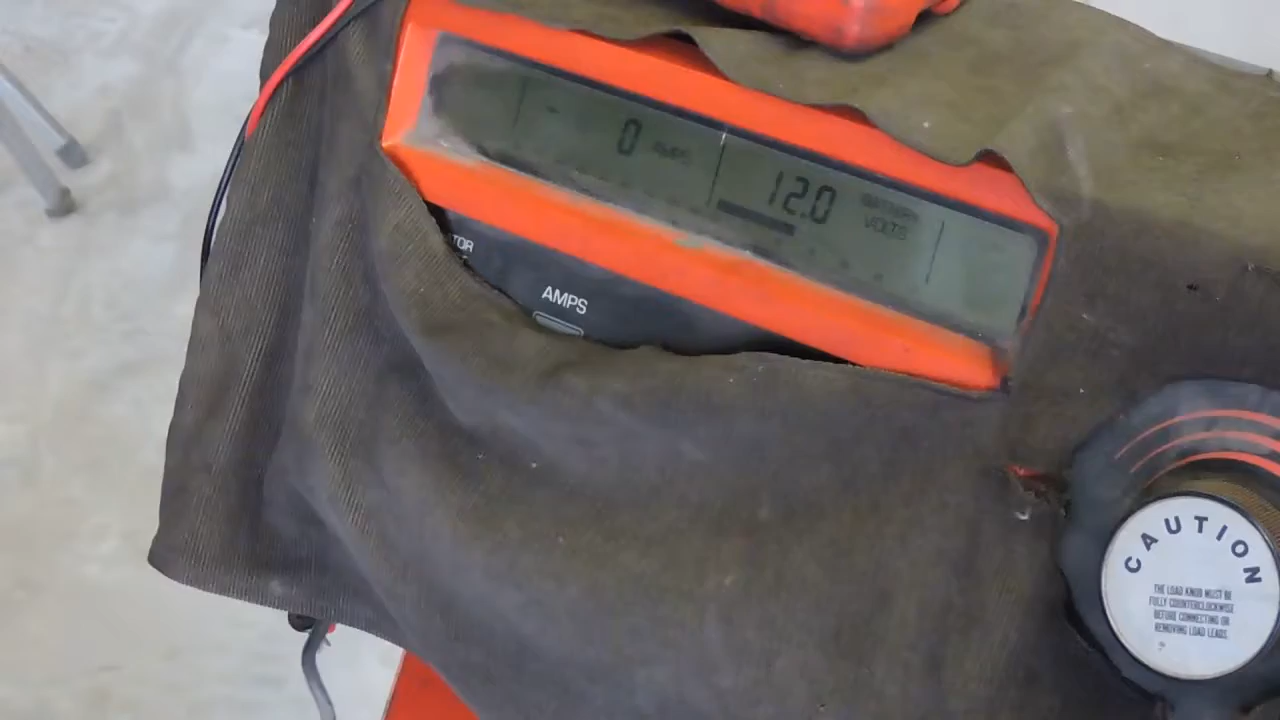 0 AMPS
12.0
VOLTS
TOR
AMPS
CAUTION
THE LOAD KNOB MUST BE
FULLY COUNTERCLOCKWISE
BEFORE CONNECTING OR
REMOVING LOAD LEADS.